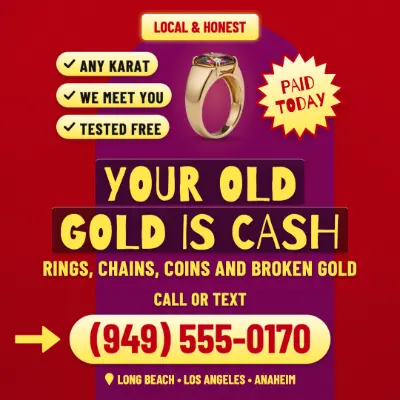 LOCAL & HONEST
ANY KARAT
WE MEET YOU
TESTED FREE
PAID
TODAY
YOUR OLD
GOLD IS CASH
RINGS, CHAINS, COINS AND BROKEN GOLD
CALL OR TEXT
(949) 555-0170
LONG BEACH • LOS ANGELES • ANAHEIM